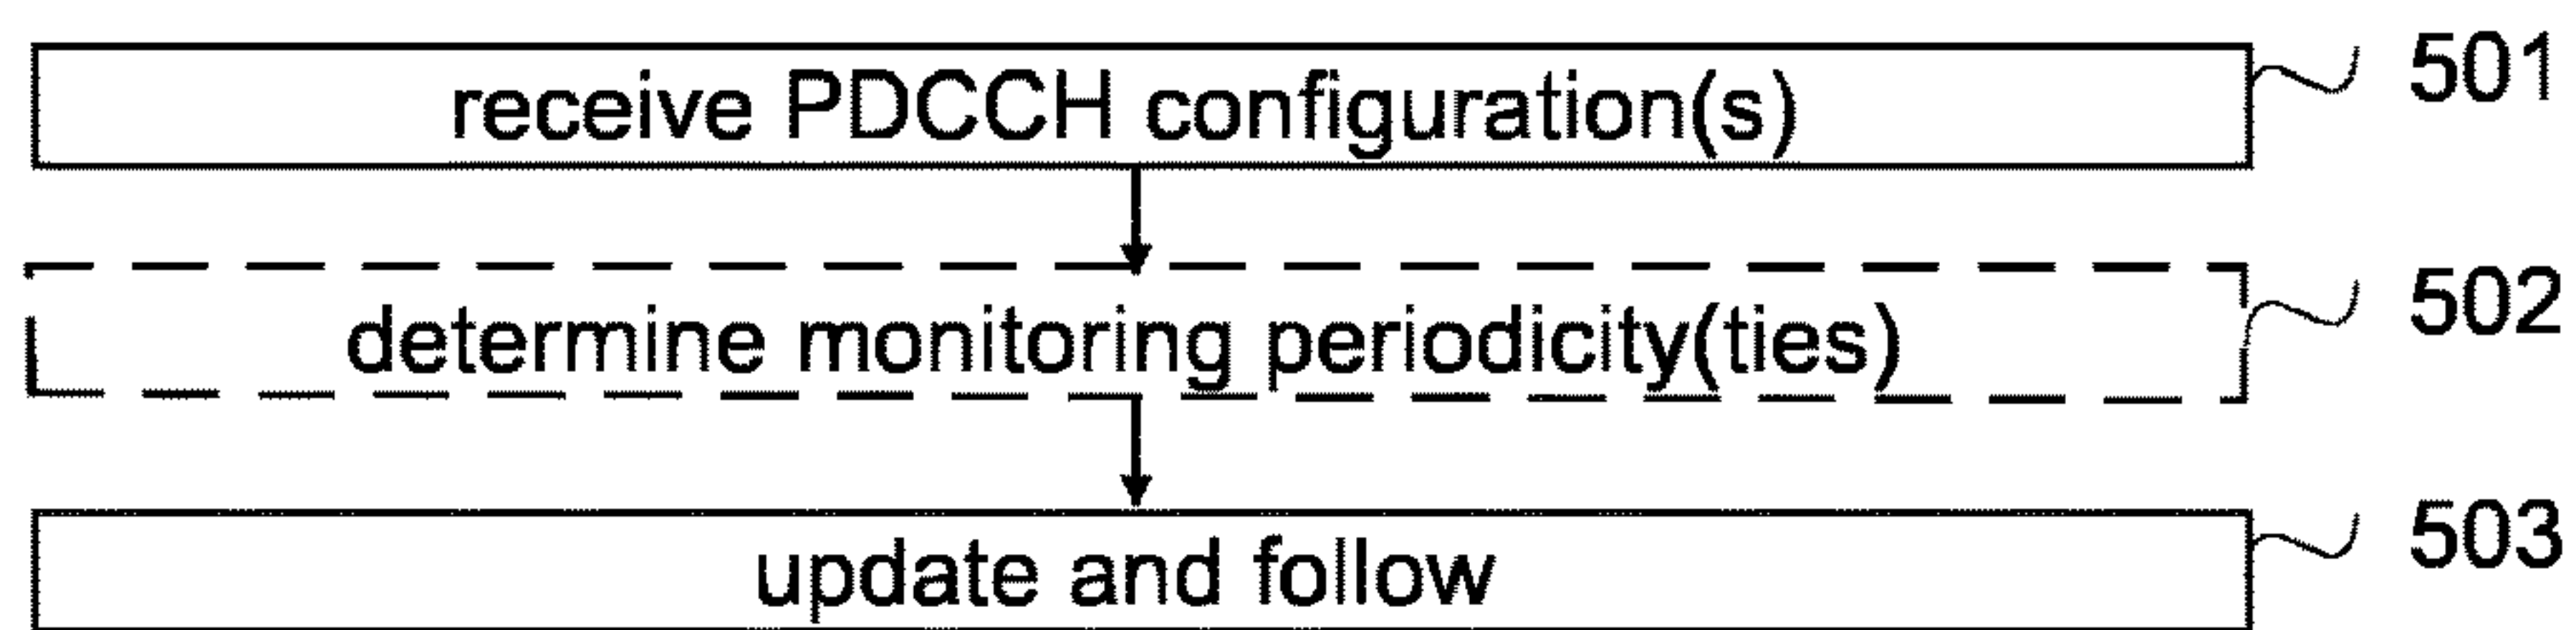 receive PDCCH configuration(s) 501
determine monitoring periodicity(ties) 502
update and follow 503